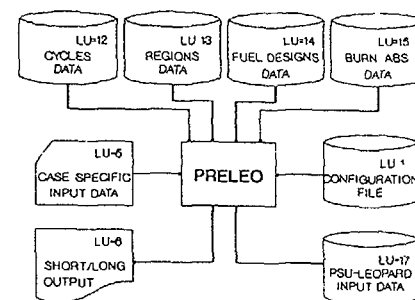 LU=12
CYCLES
DATA
LU 13
REGIONS
DATA
LU=14
FUEL DESIGNS
DATA
LU=15
BURN ABS
DATA
LU-5
CASE SPECIFIC
INPUT DATA
PRELEO
LU 1
CONFIGURATION
FILE
LU-6
SHORT/LONG
OUTPUT
LU-17
PSU-LEOPARD
INPUT DATA